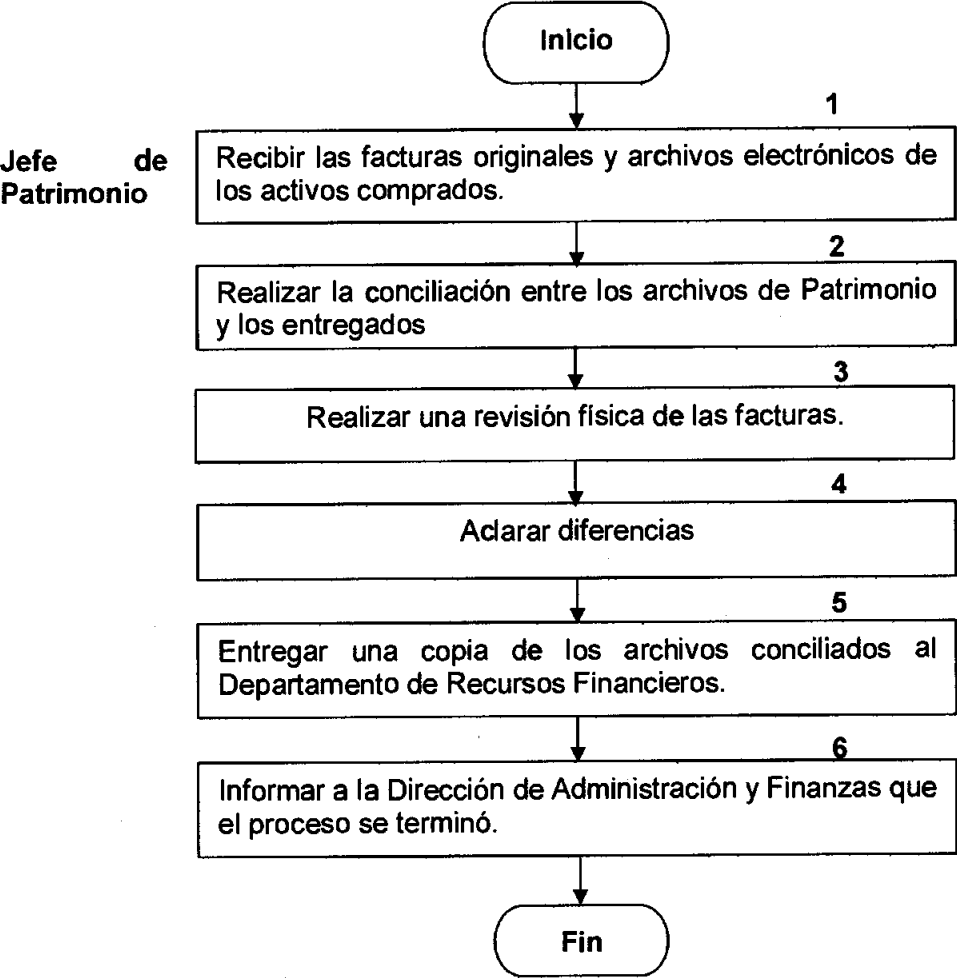 Inicio
1
Jefe de
Patrimonio
Recibir las facturas originales y archivos electrónicos de
los activos comprados.
2
Realizar la conciliación entre los archivos de Patrimonio
y los entregados
3
Realizar una revisión física de las facturas.
4
Aclarar diferencias
5
Entregar una copia de los archivos conciliados al
Departamento de Recursos Financieros.
6
Informar a la Dirección de Administración y Finanzas que
el proceso se terminó.
Fin